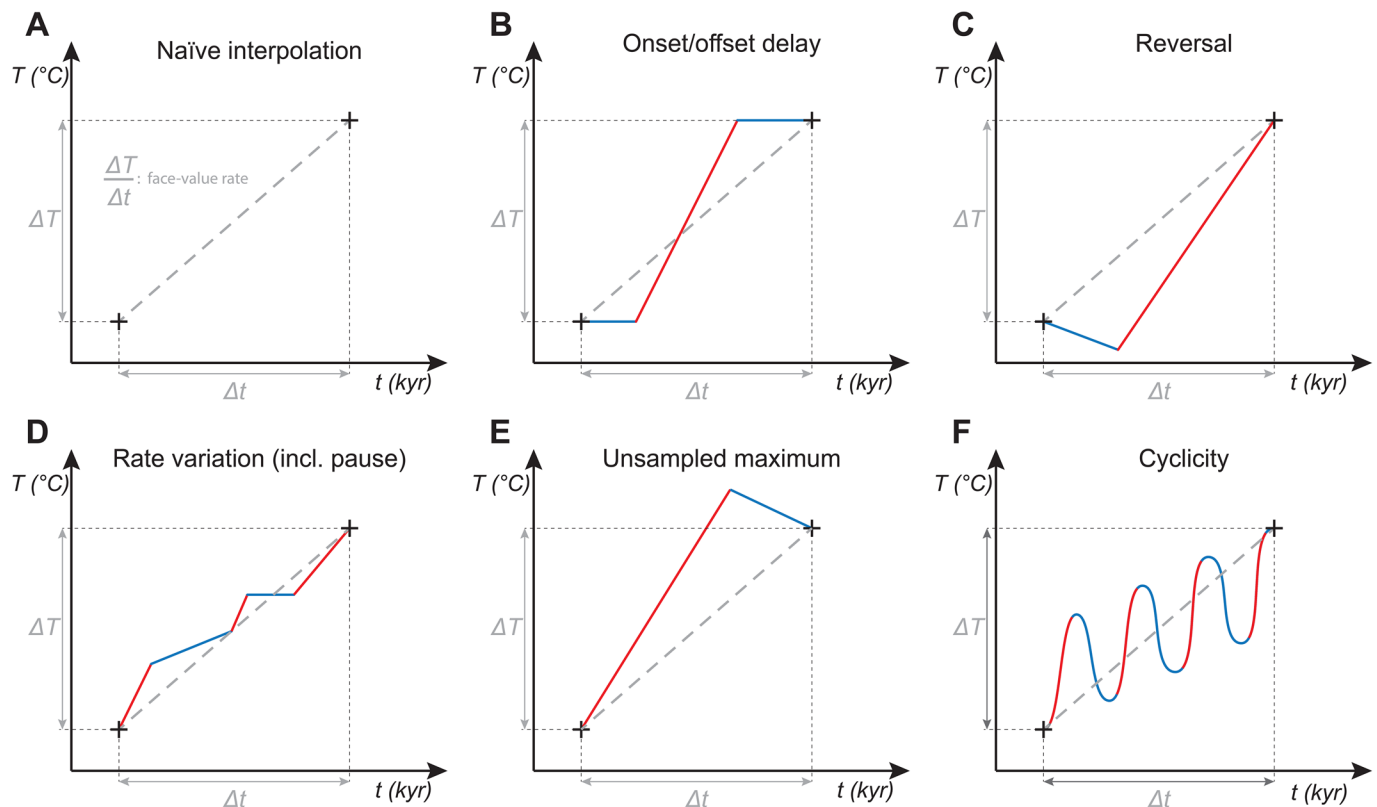 A
Naïve interpolation
T (°C)
ΔT
ΔT
Δt
: face-value rate
Δt
t (kyr)
B
Onset/offset delay
T (°C)
ΔT
Δt
t (kyr)
C
Reversal
T (°C)
ΔT
Δt
t (kyr)
D
Rate variation (incl. pause)
T (°C)
ΔT
Δt
t (kyr)
E
Unsampled maximum
T (°C)
ΔT
Δt
t (kyr)
F
Cyclicity
T (°C)
ΔT
Δt
t (kyr)